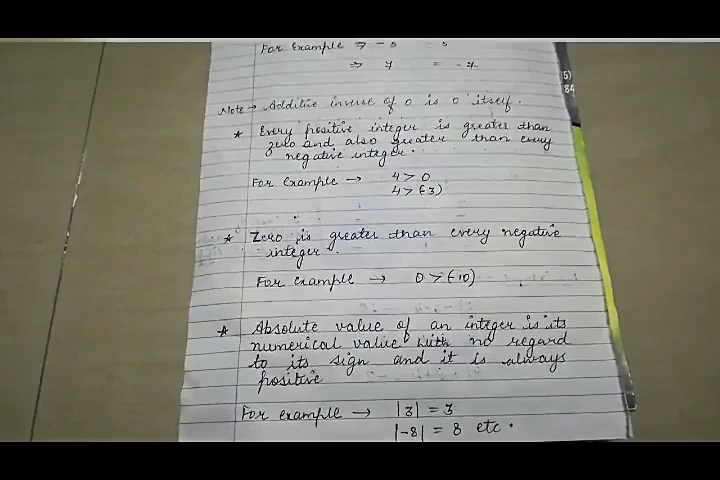 For Example ⇒ -5 5
⇒ 7 = -7
Note → Additive inverse of 0 is 0 itself.
* Every positive integer is greater than
zero and also greater than every
negative integer.
For Example → 4 > 0
4 > (-3)
* Zero is greater than every negative
integer.
For example → 0 > (-10)
* Absolute value of an integer is its
numerical value with no regard
to its sign and it is always
positive
For example → |3| = 3
|-8| = 8 etc.
5)
84